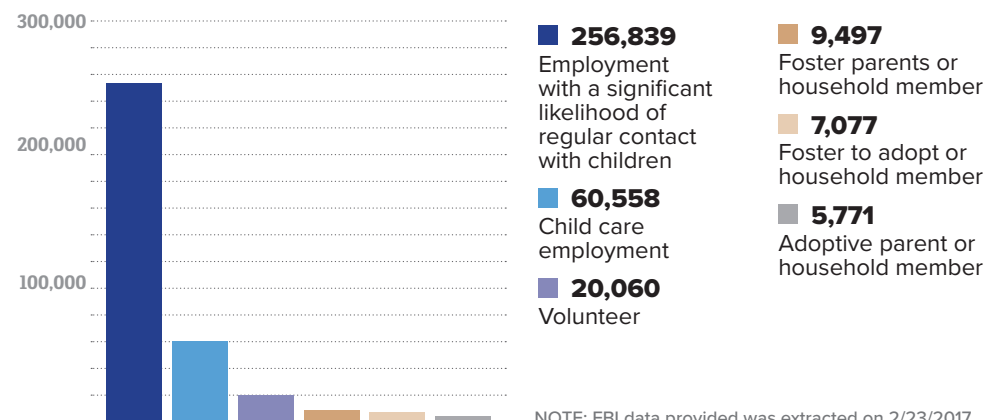 300,000
200,000
100,000
256,839
Employment
with a significant
likelihood of
regular contact
with children
60,558
Child care
employment
20,060
Volunteer
9,497
Foster parents or
household member
7,077
Foster to adopt or
household member
5,771
Adoptive parent or
household member
NOTE: FBI data provided was extracted on 2/23/2017